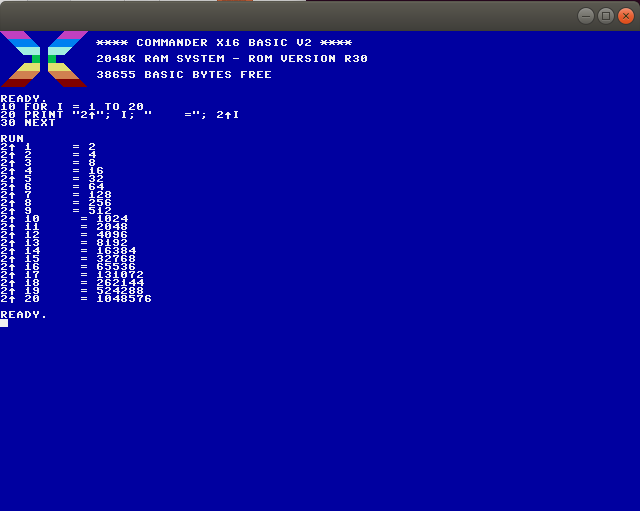 **** COMMANDER X16 BASIC V2 ****
2048K RAM SYSTEM - ROM VERSION R30
38655 BASIC BYTES FREE
READY.
10 FOR I = 1 TO 20
20 PRINT "2↑"; I; "    ="; 2↑I
30 NEXT
RUN
2↑ 1     = 2
2↑ 2     = 4
2↑ 3     = 8
2↑ 4     = 16
2↑ 5     = 32
2↑ 6     = 64
2↑ 7     = 128
2↑ 8     = 256
2↑ 9     = 512
2↑ 10     = 1024
2↑ 11     = 2048
2↑ 12     = 4096
2↑ 13     = 8192
2↑ 14     = 16384
2↑ 15     = 32768
2↑ 16     = 65536
2↑ 17     = 131072
2↑ 18     = 262144
2↑ 19     = 524288
2↑ 20     = 1048576
READY.